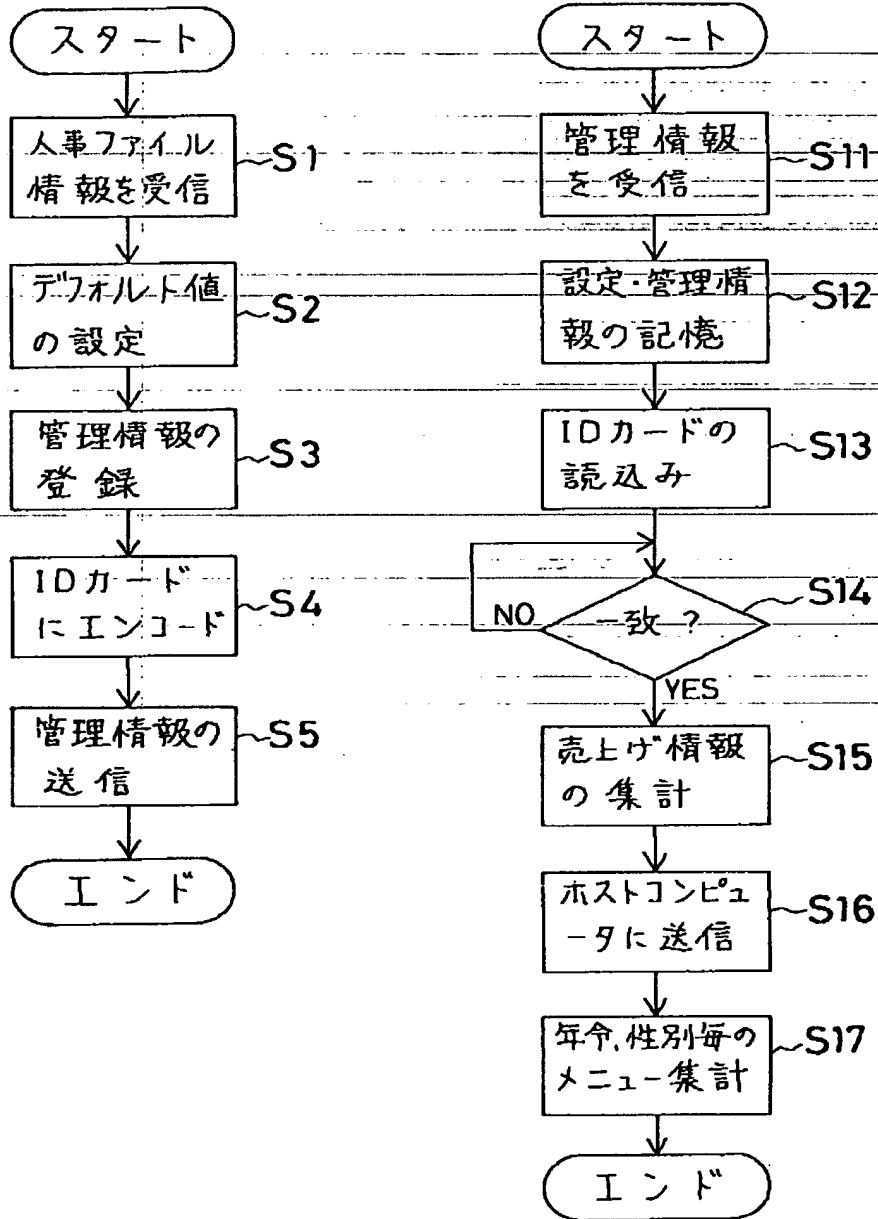 スタート
人事ファイル
情報を受信
S1
デフォルト値
の設定
S2
管理情報の
登録
S3
IDカード
にエンコード
S4
管理情報の
送信
S5
エンド
スタート
管理情報
を受信
S11
設定・管理情
報の記憶
S12
IDカードの
読込み
S13
一致?
S14
NO
YES
売上げ情報
の集計
S15
ホストコンピュ
ータに送信
S16
年令,性別毎の
メニュー集計
S17
エンド